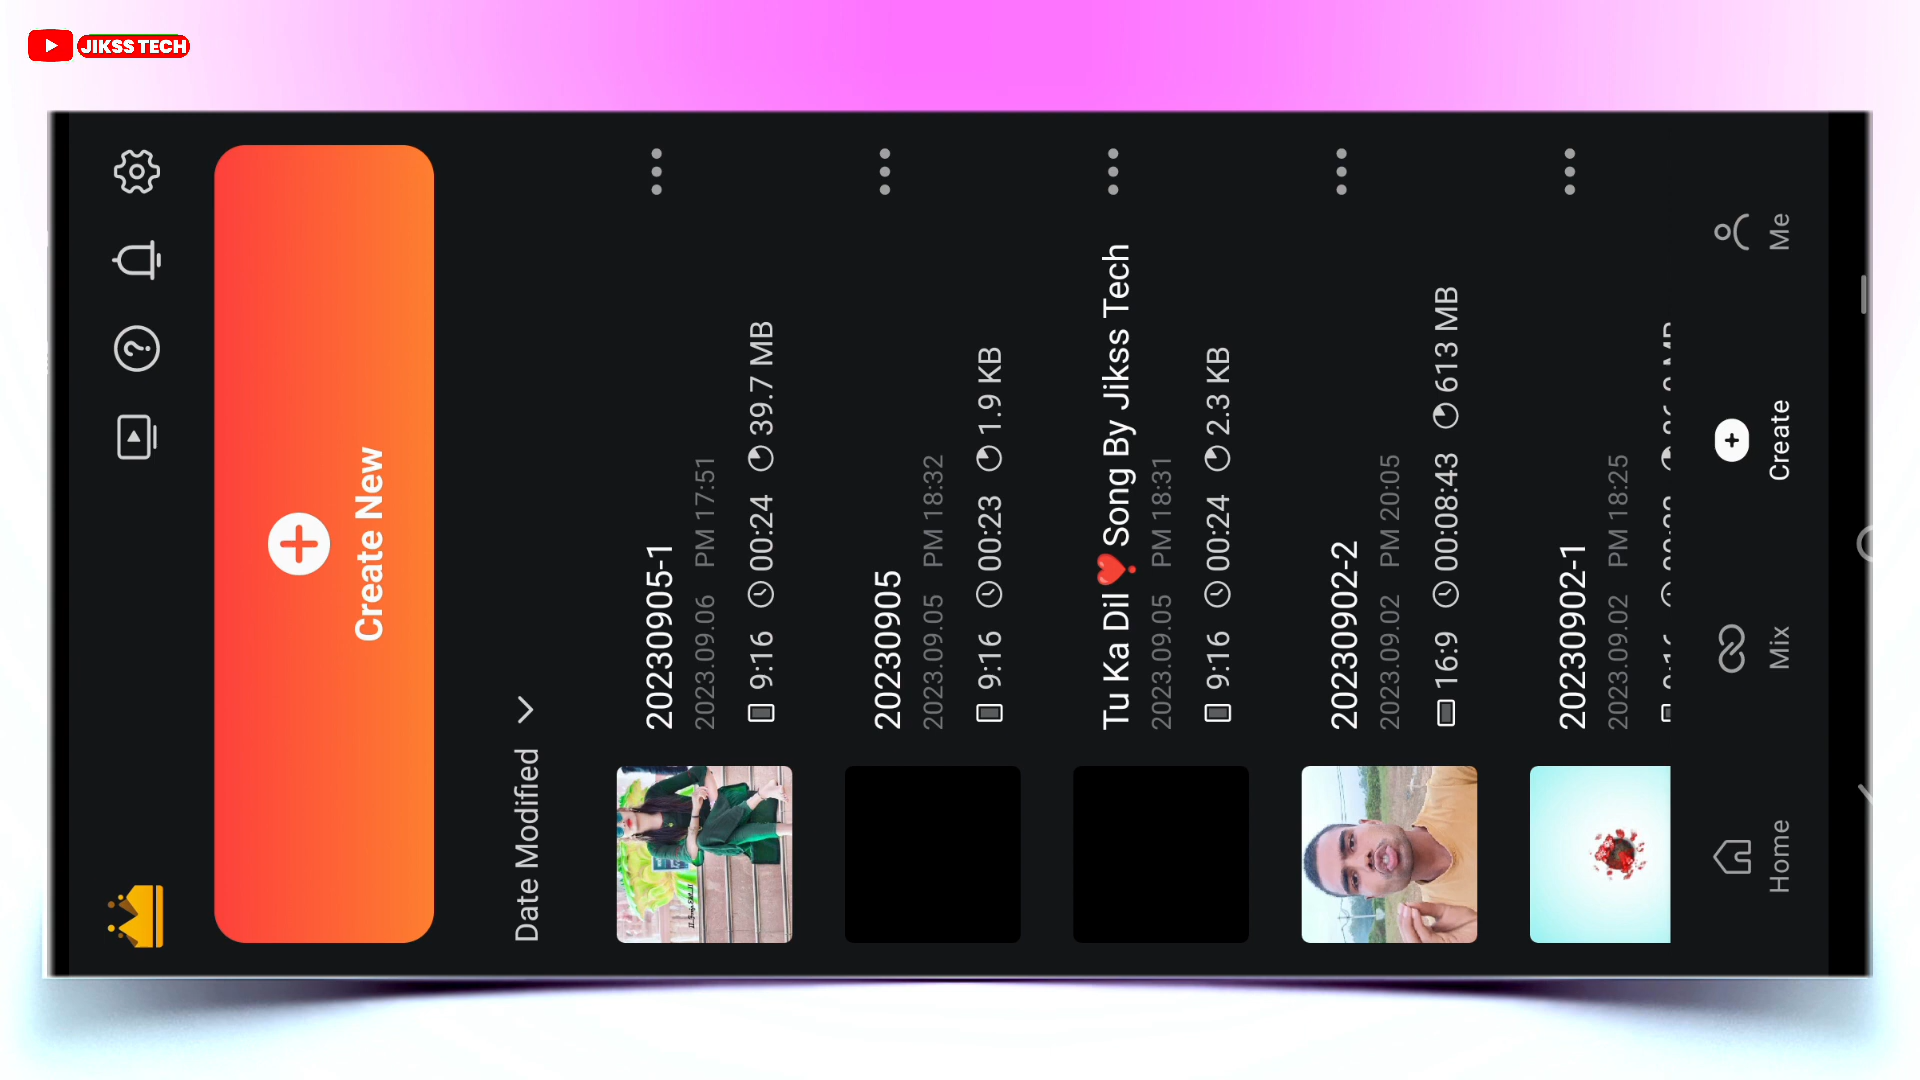 JIKSS TECH
Create New
Date Modified
20230905-1
2023.09.06 PM 17:51
9:16 00:24 39.7 MB
20230905
2023.09.05 PM 18:32
9:16 00:23 1.9 KB
Tu Ka Dil ❣️ Song By Jikss Tech
2023.09.05 PM 18:31
9:16 00:24 2.3 KB
20230902-2
2023.09.02 PM 20:05
16:9 00:08:43 613 MB
20230902-1
2023.09.02 PM 18:25
Home
Mix
Create
Me